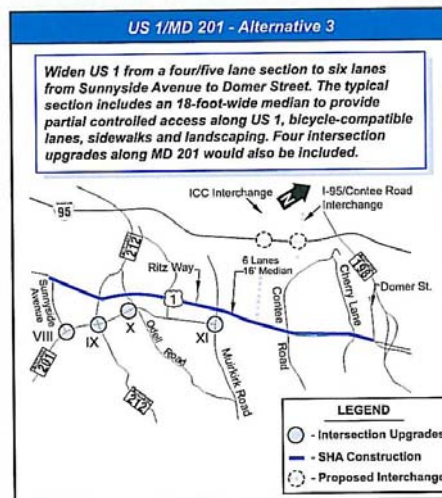 US 1/MD 201 - Alternative 3
Widen US 1 from a four/five lane section to six lanes
from Sunnyside Avenue to Domer Street. The typical
section includes an 18-foot-wide median to provide
partial controlled access along US 1, bicycle-compatible
lanes, sidewalks and landscaping. Four intersection
upgrades along MD 201 would also be included.
ICC Interchange
N
I-95/Contee Road
Interchange
95
212
198
Ritz Way
6 Lanes
16' Median
Cherry Lane
Domer St.
Sunnyside
Avenue
1
VIII
IX
X
XI
Odell Road
Contee
Road
Muirkirk Road
201
212
LEGEND
- Intersection Upgrades
- SHA Construction
- Proposed Interchange